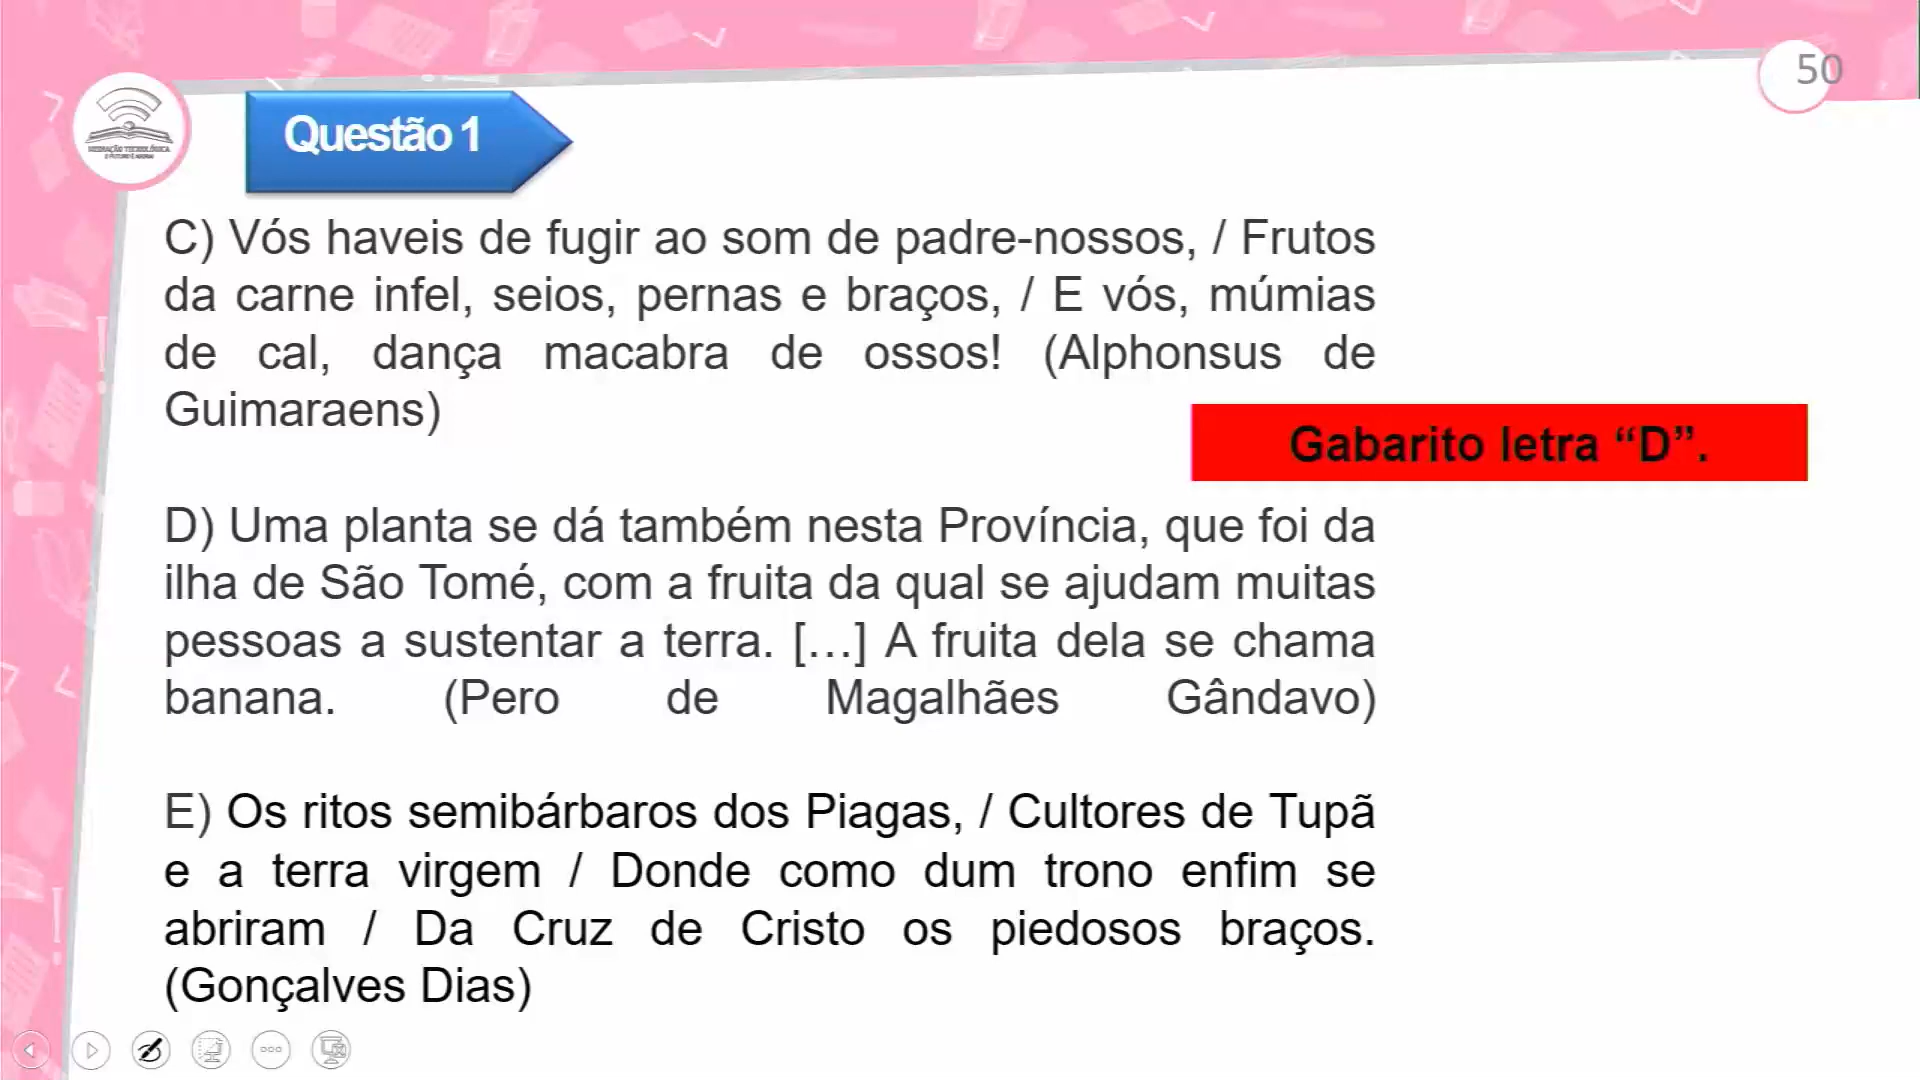 50
MEDIAÇÃO TECNOLÓGICA
O FUTURO É AGORA!
Questão 1
C) Vós haveis de fugir ao som de padre-nossos, / Frutos
da carne infel, seios, pernas e braços, / E vós, múmias
de cal, dança macabra de ossos! (Alphonsus de
Guimaraens)
Gabarito letra “D”.
D) Uma planta se dá também nesta Província, que foi da
ilha de São Tomé, com a fruita da qual se ajudam muitas
pessoas a sustentar a terra. [...] A fruita dela se chama
banana. (Pero de Magalhães Gândavo)
E) Os ritos semibárbaros dos Piagas, / Cultores de Tupã
e a terra virgem / Donde como dum trono enfim se
abriram / Da Cruz de Cristo os piedosos braços.
(Gonçalves Dias)